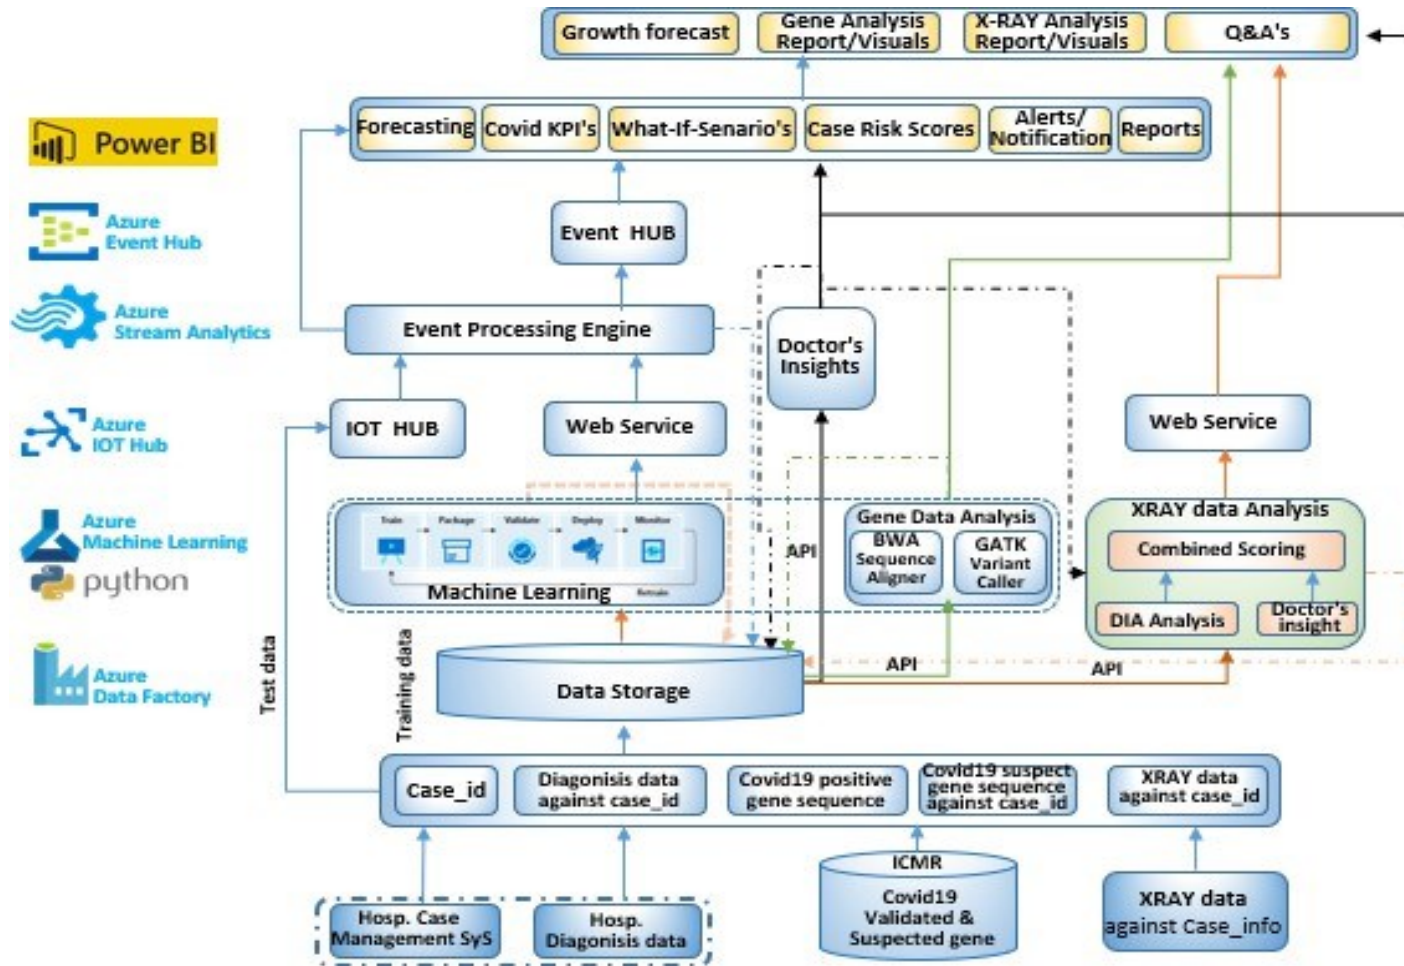 Growth forecast
Gene Analysis
Report/Visuals
X-RAY Analysis
Report/Visuals
Q&A's
Power BI
Forecasting
Covid KPI's
What-If-Senario's
Case Risk Scores
Alerts/
Notification
Reports
Azure
Event Hub
Event HUB
Azure
Stream Analytics
Event Processing Engine
Doctor's
Insights
Azure
IOT Hub
IOT HUB
Web Service
Web Service
Azure
Machine Learning
python
Train
Package
Validate
Deploy
Monitor
Retrain
Machine Learning
API
Gene Data Analysis
BWA
Sequence
Aligner
GATK
Variant
Caller
XRAY data Analysis
Combined Scoring
DIA Analysis
Doctor's
insight
Azure
Data Factory
Test data
Training data
Data Storage
API
API
Case_id
Diagonisis data
against case_id
Covid19 positive
gene sequence
Covid19 suspect
gene sequence
against case_id
XRAY data
against case_id
Hosp. Case
Management SyS
Hosp.
Diagonisis data
ICMR
Covid19
Validated &
Suspected gene
XRAY data
against Case_info